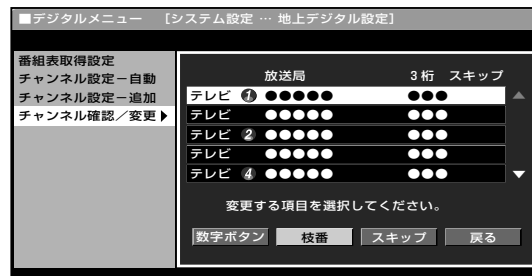 ■デジタルメニュー [システム設定 … 地上デジタル設定]
番組表取得設定
チャンネル設定－自動
チャンネル設定－追加
チャンネル確認／変更▶
放送局 3桁 スキップ
テレビ ① ●●●●● ●●●
テレビ ●●●●● ●●●
テレビ ② ●●●●● ●●●
テレビ ●●●●● ●●●
テレビ ④ ●●●●● ●●●
変更する項目を選択してください。
数字ボタン 枝番 スキップ 戻る